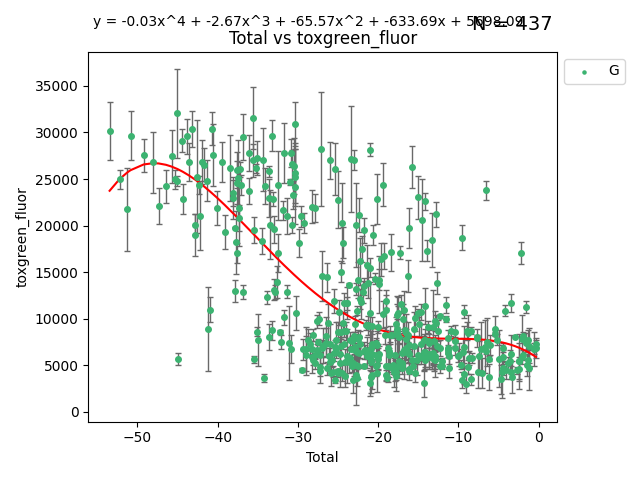 y = -0.03x^4 + -2.67x^3 + -65.57x^2 + -633.69x + 5698.09
N = 437
Total vs toxgreen_fluor
G
35000
30000
25000
20000
15000
10000
5000
0
toxgreen_fluor
−50 −40 −30 −20 −10 0
Total